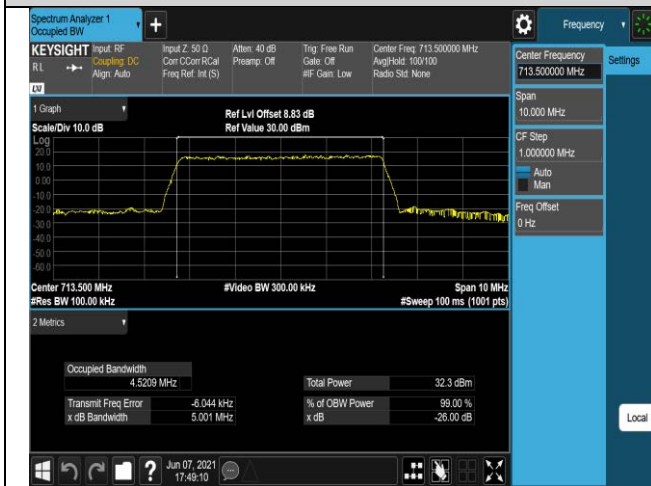 Spectrum Analyzer 1
Occupied BW
Frequency
KEYSIGHT
Input: RF
Coupling: DC
Align: Auto
RL
LXI
Input Z: 50 Ω
Corr CCorr RCal
Freq Ref: Int (S)
Atten: 40 dB
Preamp: Off
Trig: Free Run
Gate: Off
#IF Gain: Low
Center Freq: 713.500000 MHz
Avg|Hold: 100/100
Radio Std: None
Center Frequency
713.500000 MHz
Settings
Span
10.000 MHz
CF Step
1.000000 MHz
Auto
Man
Freq Offset
0 Hz
Local
1 Graph
Scale/Div 10.0 dB
Ref Lvl Offset 8.83 dB
Ref Value 30.00 dBm
Log
20.0
10.0
0.00
-10.0
-20.0
-30.0
-40.0
-50.0
-60.0
Center 713.500 MHz
#Res BW 100.00 kHz
#Video BW 300.00 kHz
Span 10 MHz
#Sweep 100 ms (1001 pts)
2 Metrics
Occupied Bandwidth
4.5209 MHz
Total Power 32.3 dBm
Transmit Freq Error -6.044 kHz
% of OBW Power 99.00 %
x dB Bandwidth 5.001 MHz
x dB -26.00 dB
Jun 07, 2021
17:49:10